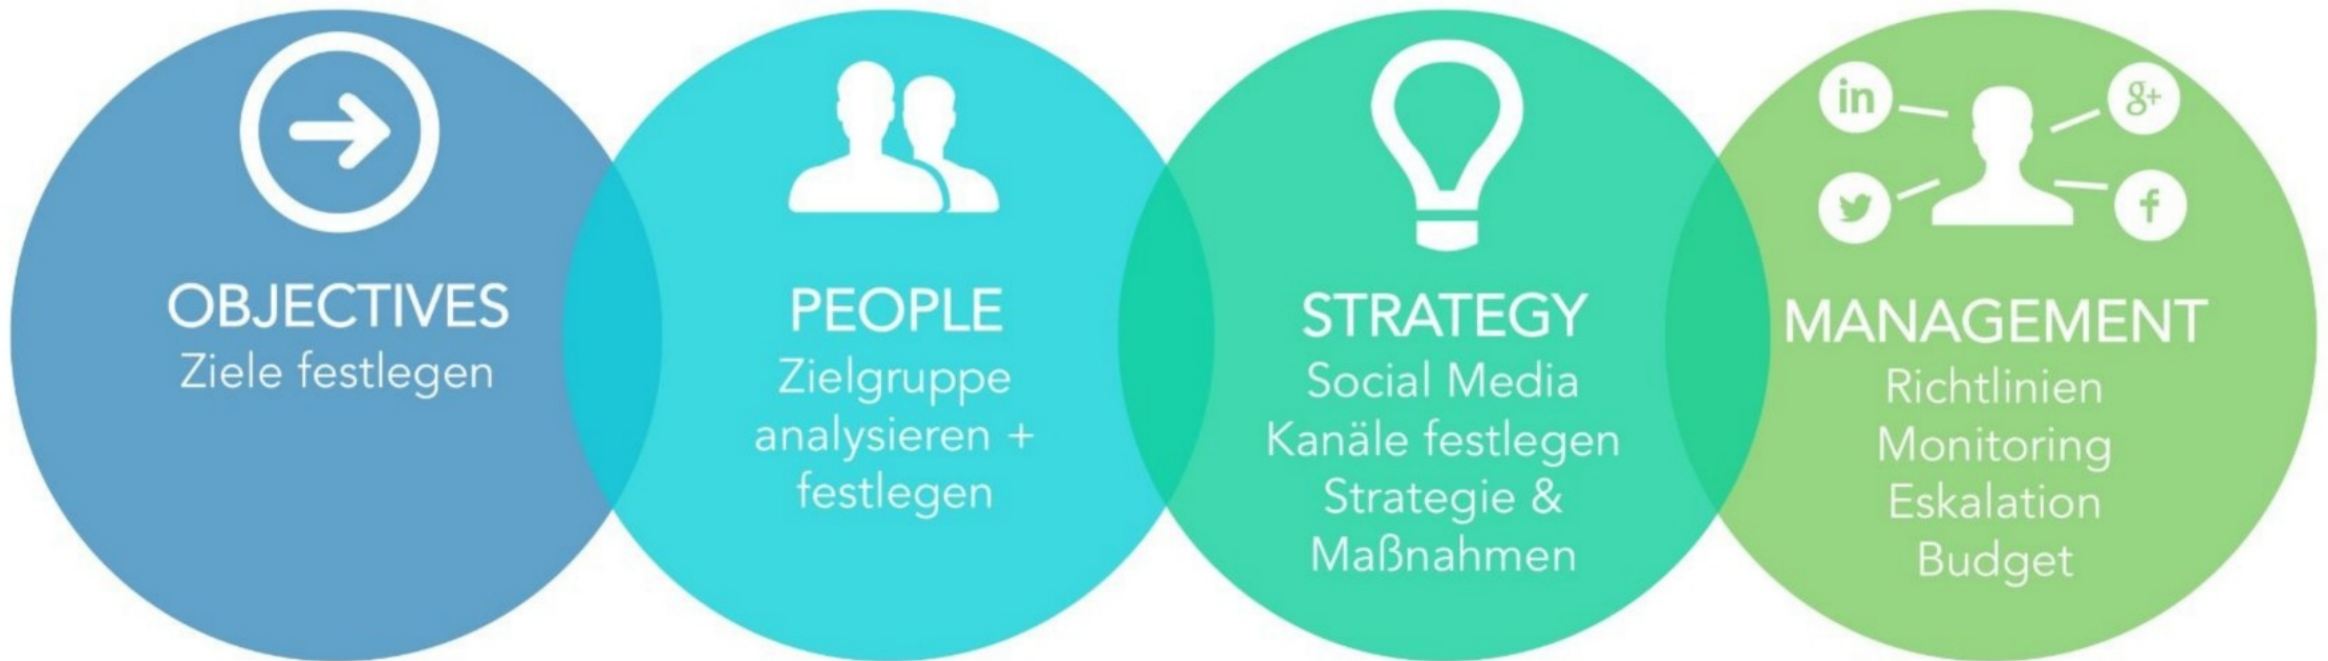 OBJECTIVES
Ziele festlegen
PEOPLE
Zielgruppe
analysieren +
festlegen
STRATEGY
Social Media
Kanäle festlegen
Strategie &
Maßnahmen
in
g+
f
MANAGEMENT
Richtlinien
Monitoring
Eskalation
Budget